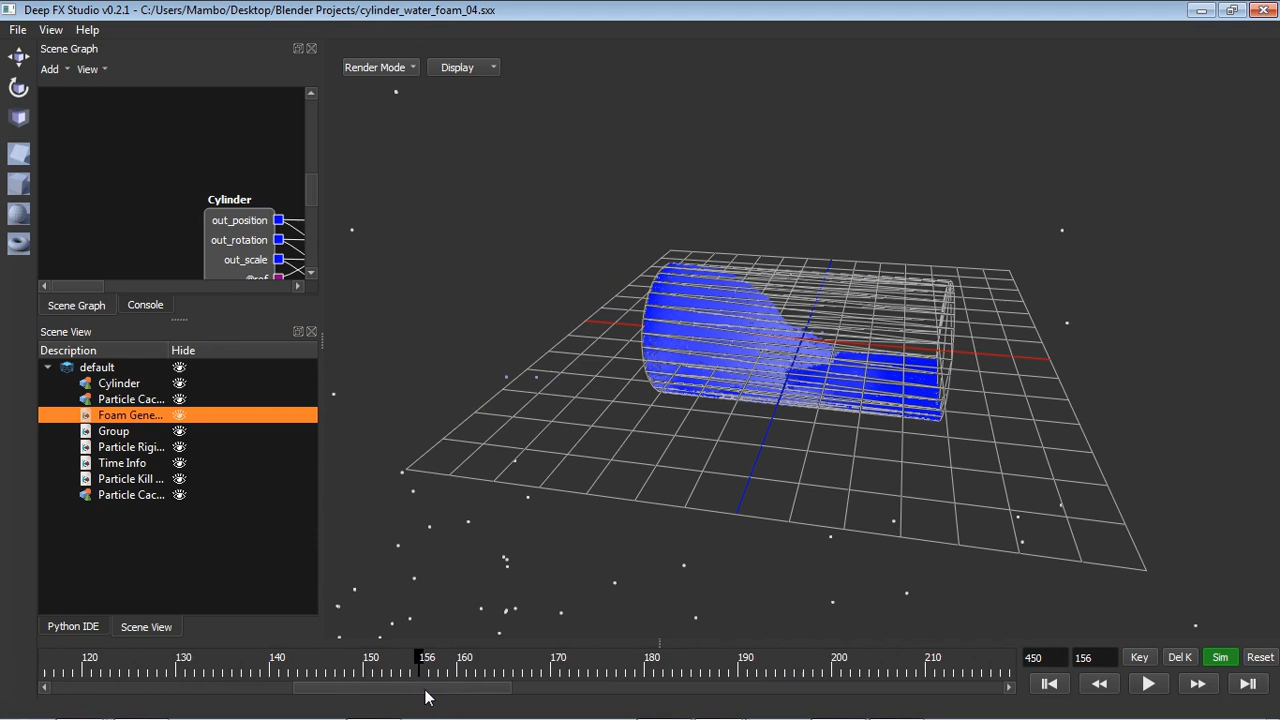 Deep FX Studio v0.2.1 - C:/Users/Mambo/Desktop/Blender Projects/cylinder_water_foam_04.sxx
File View Help
Scene Graph
Add View
Render Mode
Display
Cylinder
out_position
out_rotation
out_scale
Scene Graph Console
Scene View
Description Hide
default
Cylinder
Particle Cac...
Foam Gene...
Group
Particle Rigi...
Time Info
Particle Kill ...
Particle Cac...
Python IDE Scene View
120 130 140 150 156 160 170 180 190 200 210
450 156 Key Del K Sim Reset